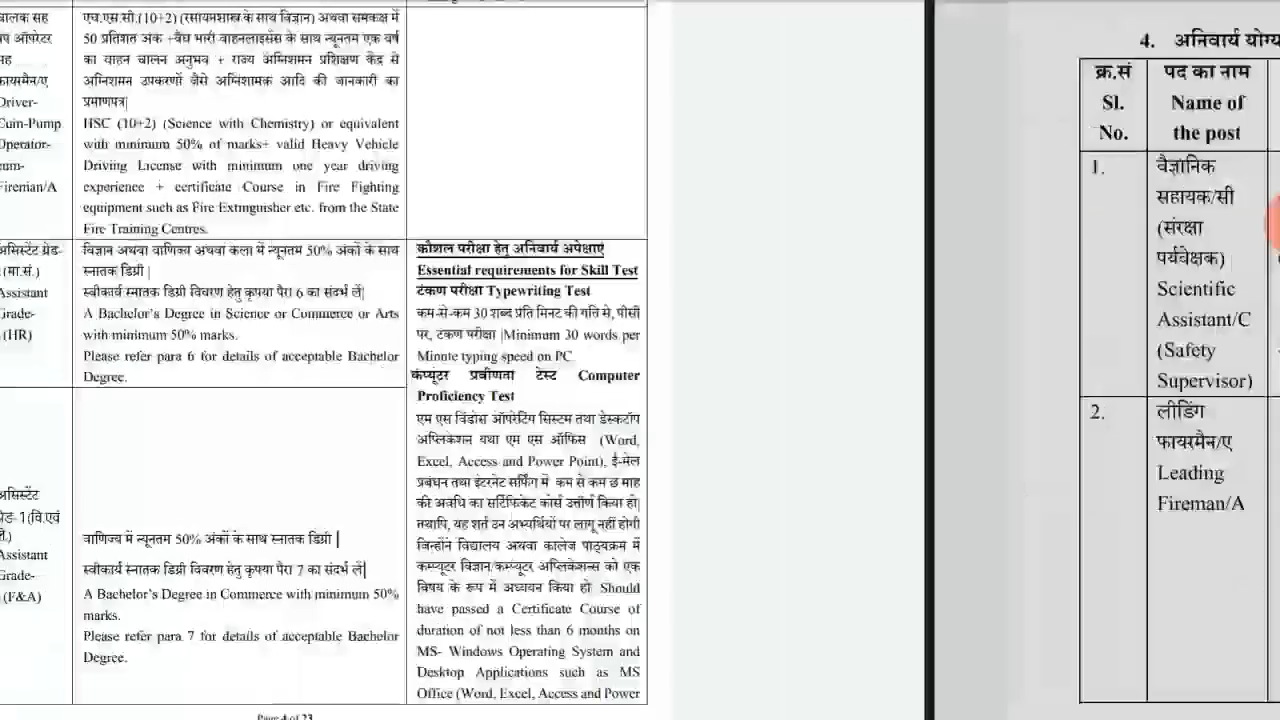 एच.एस.सी.(10+2) (रसायनशास्त्र के साथ विज्ञान) अथवा समकक्ष में
50 प्रतिशत अंक +वैध भारी वाहनलाइसेंस के साथ न्यूनतम एक वर्ष
का वाहन चालन अनुभव + राज्य अग्निशमन प्रशिक्षण केंद्र से
अग्निशमन उपकरणों जैसे अग्निशामक आदि की जानकारी का
प्रमाणपत्र|
HSC (10+2) (Science with Chemistry) or equivalent
with minimum 50% of marks+ valid Heavy Vehicle
Driving License with minimum one year driving
experience + certificate Course in Fire Fighting
equipment such as Fire Extinguisher etc. from the State
Fire Training Centres.
चालक सह
ऑपरेटर
सह
फायरमैन/ए
Driver-
Cum-Pump
Operator-
cum-
Fireman/A
असिस्टेंट ग्रेड-
(मा.सं.)
Assistant
Grade-
(HR)
विज्ञान अथवा वाणिज्य अथवा कला में न्यूनतम 50% अंकों के साथ
स्नातक डिग्री |
स्वीकार्य स्नातक डिग्री विवरण हेतु कृपया पैरा 6 का संदर्भ लें|
A Bachelor's Degree in Science or Commerce or Arts
with minimum 50% marks.
Please refer para 6 for details of acceptable Bachelor
Degree.
कौशल परीक्षा हेतु अनिवार्य अपेक्षाएं
Essential requirements for Skill Test
टंकण परीक्षा Typewriting Test
कम-से-कम 30 शब्द प्रति मिनट की गति से, पीसी
पर, टंकण परीक्षा |Minimum 30 words per
Minute typing speed on PC
कंप्यूटर प्रवीणता टेस्ट Computer
Proficiency Test
एम एस विंडोस ऑपरेटिंग सिस्टम तथा डेस्कटॉप
अप्लिकेशन यथा एम एस ऑफिस (Word,
Excel, Access and Power Point), ई-मेल
प्रबंधन तथा इंटरनेट सर्फिंग में कम से कम छ माह
की अवधि का सर्टिफिकेट कोर्स उत्तीर्ण किया हो|
तथापि, यह शर्त उन अभ्यर्थियों पर लागू नहीं होगी
जिन्होंने विद्यालय अथवा कालेज पाठ्यक्रम में
कम्प्यूटर विज्ञान/कम्प्यूटर अप्लिकेशन्स को एक
विषय के रूप में अध्ययन किया हो Should
have passed a Certificate Course of
duration of not less than 6 months on
MS- Windows Operating System and
Desktop Applications such as MS
Office (Word, Excel, Access and Power
असिस्टेंट
ग्रेड-1(वि.एवं
Assistant
Grade-
(F&A)
वाणिज्य में न्यूनतम 50% अंकों के साथ स्नातक डिग्री |
स्वीकार्य स्नातक डिग्री विवरण हेतु कृपया पैरा 7 का संदर्भ लें|
A Bachelor's Degree in Commerce with minimum 50%
marks.
Please refer para 7 for details of acceptable Bachelor
Degree.
Page 4 of 23
4. अनिवार्य
क्र.सं
Sl.
No.
पद का नाम
Name of
the post
1.
वैज्ञानिक
सहायक/सी
(संरक्षा
पर्यवेक्षक)
Scientific
Assistant/C
(Safety
Supervisor)
2.
लीडिंग
फायरमैन/ए
Leading
Fireman/A